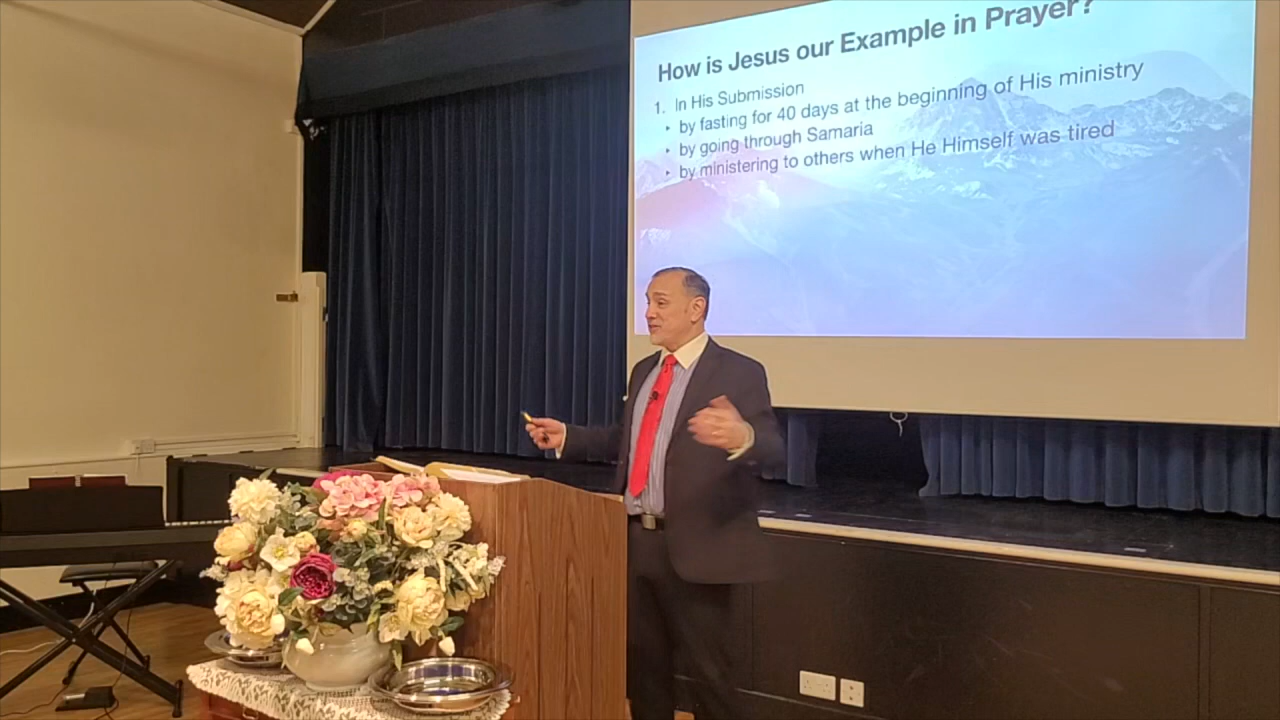 How is Jesus our Example in Prayer?
1. In His Submission
‣ by fasting for 40 days at the beginning of His ministry
‣ by going through Samaria
‣ by ministering to others when He Himself was tired